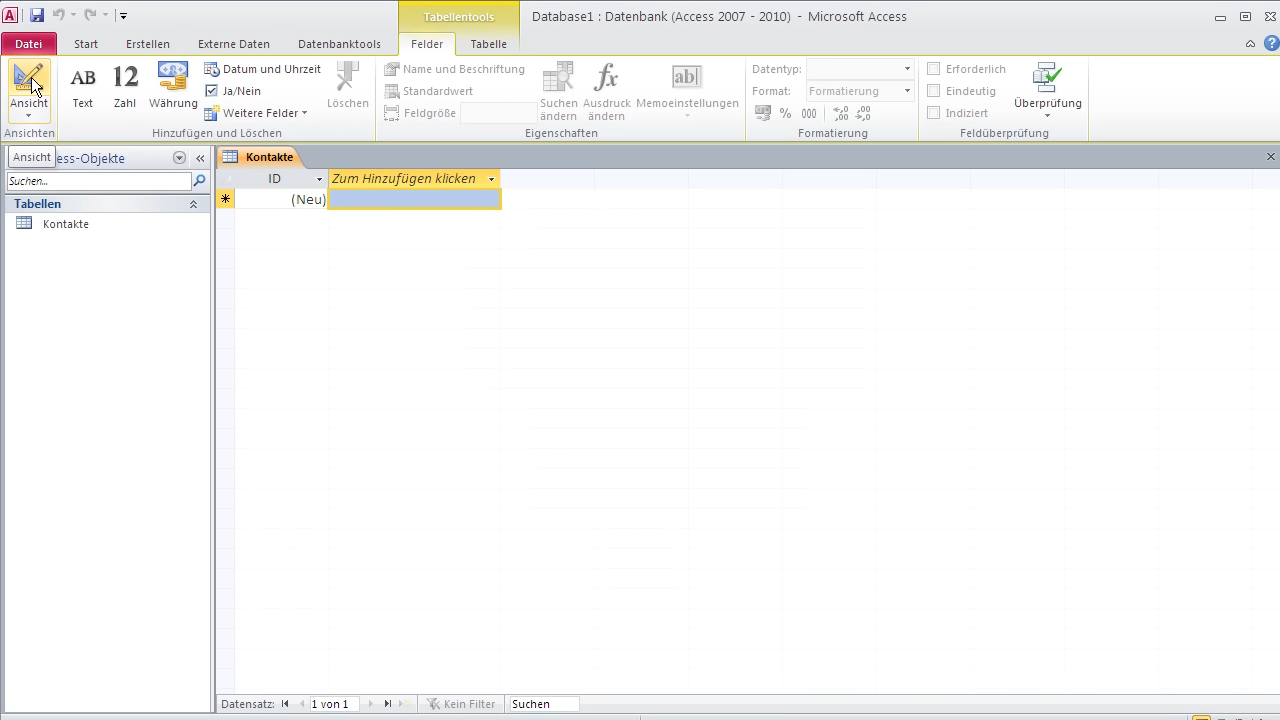 Tabellentools
Database1 : Datenbank (Access 2007 - 2010) - Microsoft Access
Datei Start Erstellen Externe Daten Datenbanktools Felder Tabelle
Ansicht
Ansichten
AB
Text
12
Zahl
Währung
Datum und Uhrzeit
Ja/Nein
Weitere Felder
Löschen
Hinzufügen und Löschen
Name und Beschriftung
Standardwert
Feldgröße
Suchen
ändern
fx
Ausdruck
ändern
ab
Memoeinstellungen
Eigenschaften
Datentyp:
Format: Formatierung
% 000
Formatierung
Erforderlich
Eindeutig
Indiziert
Überprüfung
Feldüberprüfung
Ansicht
ess-Objekte
Suchen...
Tabellen
Kontakte
Kontakte
ID Zum Hinzufügen klicken
(Neu)
Datensatz: 1 von 1 Kein Filter Suchen